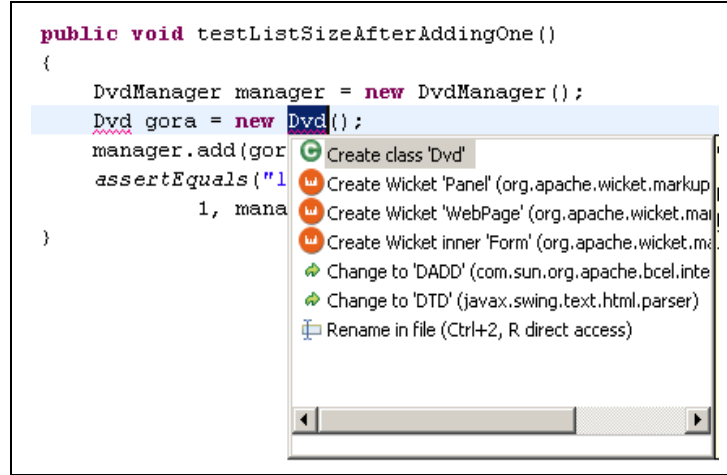 public void testListSizeAfterAddingOne()
{
DvdManager manager = new DvdManager();
Dvd gora = new Dvd();
manager.add(gor
assertEquals("l
1, mana
}
Create class 'Dvd'
Create Wicket 'Panel' (org.apache.wicket.markup
Create Wicket 'WebPage' (org.apache.wicket.mar
Create Wicket inner 'Form' (org.apache.wicket.ma
Change to 'DADD' (com.sun.org.apache.bcel.inte
Change to 'DTD' (javax.swing.text.html.parser)
Rename in file (Ctrl+2, R direct access)